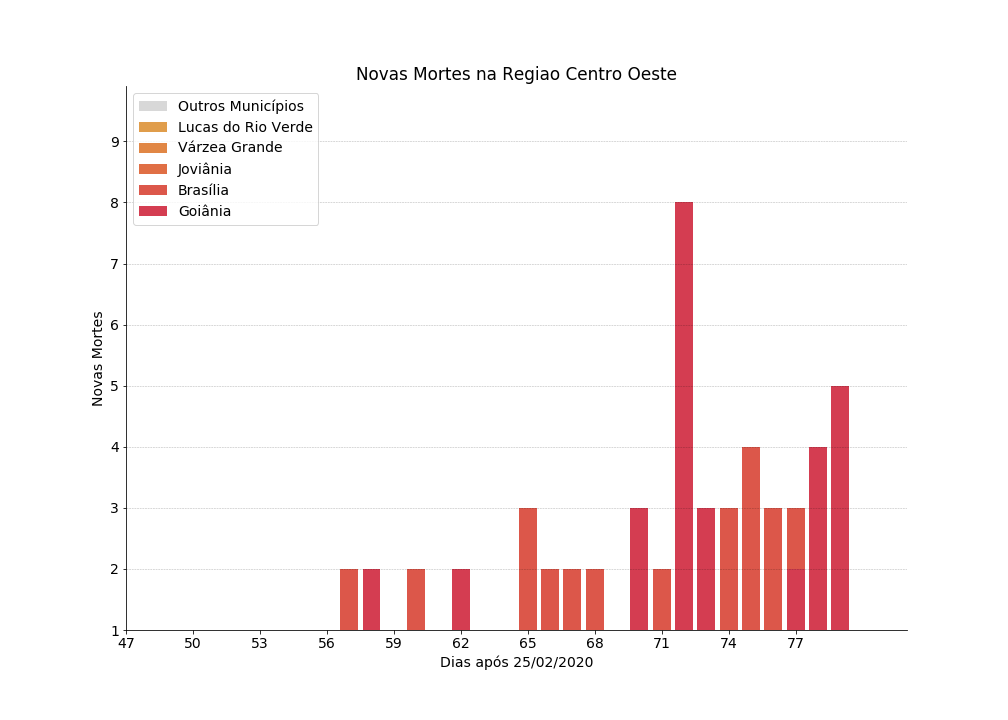 Novas Mortes na Regiao Centro Oeste
Outros Municípios
Lucas do Rio Verde
Várzea Grande
Joviânia
Brasília
Goiânia
9
8
7
6
5
4
3
2
1
Novas Mortes
47 50 53 56 59 62 65 68 71 74 77
Dias após 25/02/2020